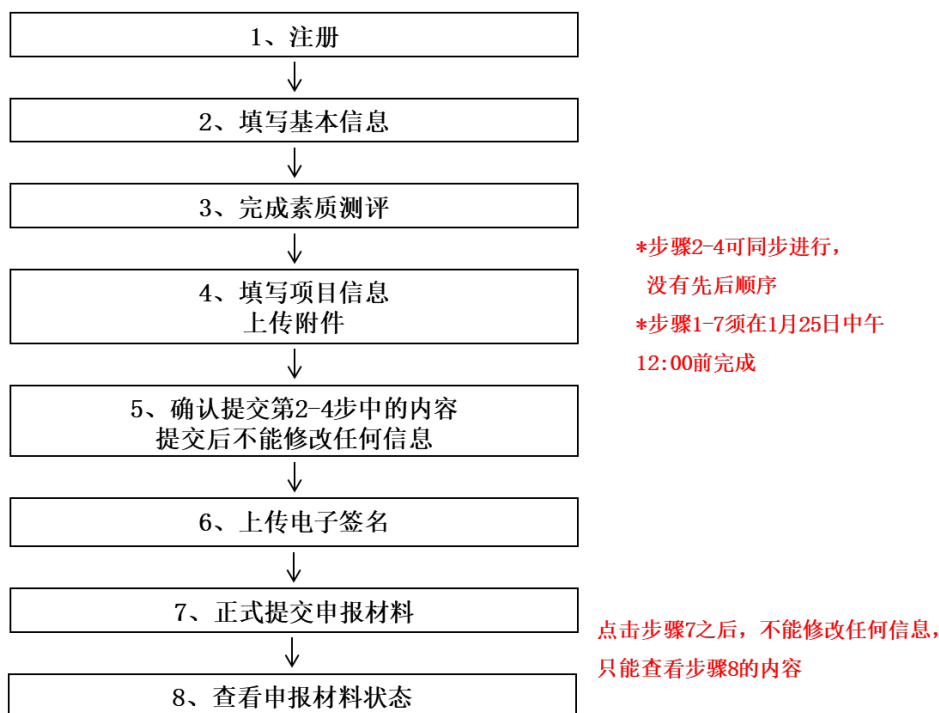 1、注册
2、填写基本信息
3、完成素质测评
4、填写项目信息
上传附件
*步骤2-4可同步进行，
没有先后顺序
*步骤1-7须在1月25日中午
12:00前完成
5、确认提交第2-4步中的内容
提交后不能修改任何信息
6、上传电子签名
7、正式提交申报材料
点击步骤7之后，不能修改任何信息，
只能查看步骤8的内容
8、查看申报材料状态